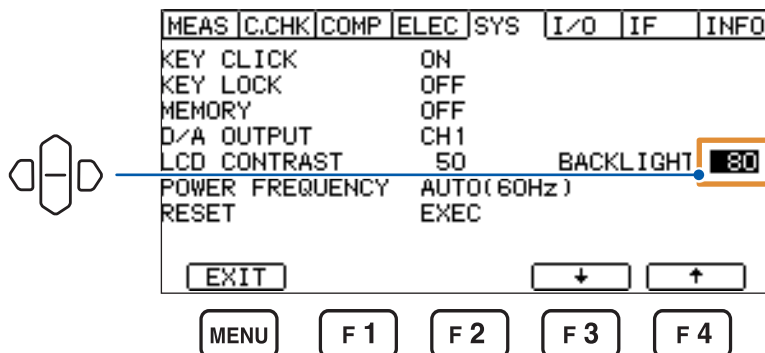 MEAS C.CHK COMP ELEC SYS I/O IF INFO
KEY CLICK ON
KEY LOCK OFF
MEMORY OFF
D/A OUTPUT CH1
LCD CONTRAST 50 BACKLIGHT 80
POWER FREQUENCY AUTO(60Hz)
RESET EXEC
EXIT ↓ ↑
MENU F1 F2 F3 F4